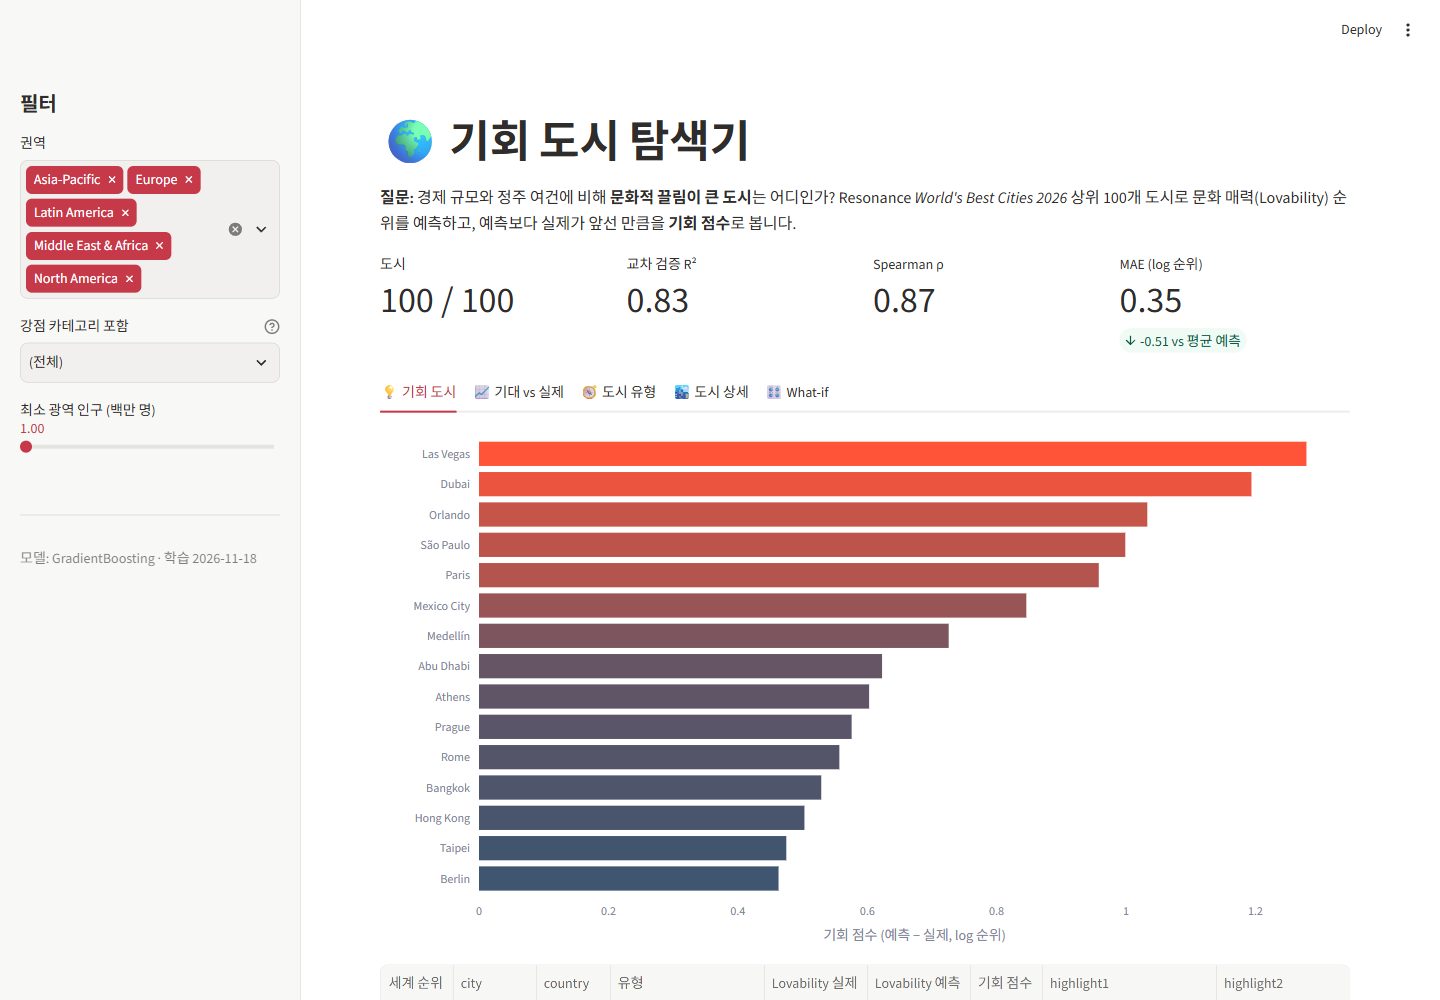 Deploy
필터
권역
Asia-Pacific × Europe ×
Latin America ×
Middle East & Africa ×
North America ×
강점 카테고리 포함
(전체)
최소 광역 인구 (백만 명)
1.00
모델: GradientBoosting · 학습 2026-11-18
기회 도시 탐색기
질문: 경제 규모와 정주 여건에 비해 문화적 끌림이 큰 도시는 어디인가? Resonance World's Best Cities 2026 상위 100개 도시로 문화 매력(Lovability) 순
위를 예측하고, 예측보다 실제가 앞선 만큼을 기회 점수로 봅니다.
도시 교차 검증 R² Spearman ρ MAE (log 순위)
100 / 100 0.83 0.87 0.35
↓ -0.51 vs 평균 예측
기회 도시 기대 vs 실제 도시 유형 도시 상세 What-if
Las Vegas
Dubai
Orlando
São Paulo
Paris
Mexico City
Medellín
Abu Dhabi
Athens
Prague
Rome
Bangkok
Hong Kong
Taipei
Berlin
0 0.2 0.4 0.6 0.8 1 1.2
기회 점수 (예측 − 실제, log 순위)
세계 순위 city country 유형 Lovability 실제 Lovability 예측 기회 점수 highlight1 highlight2